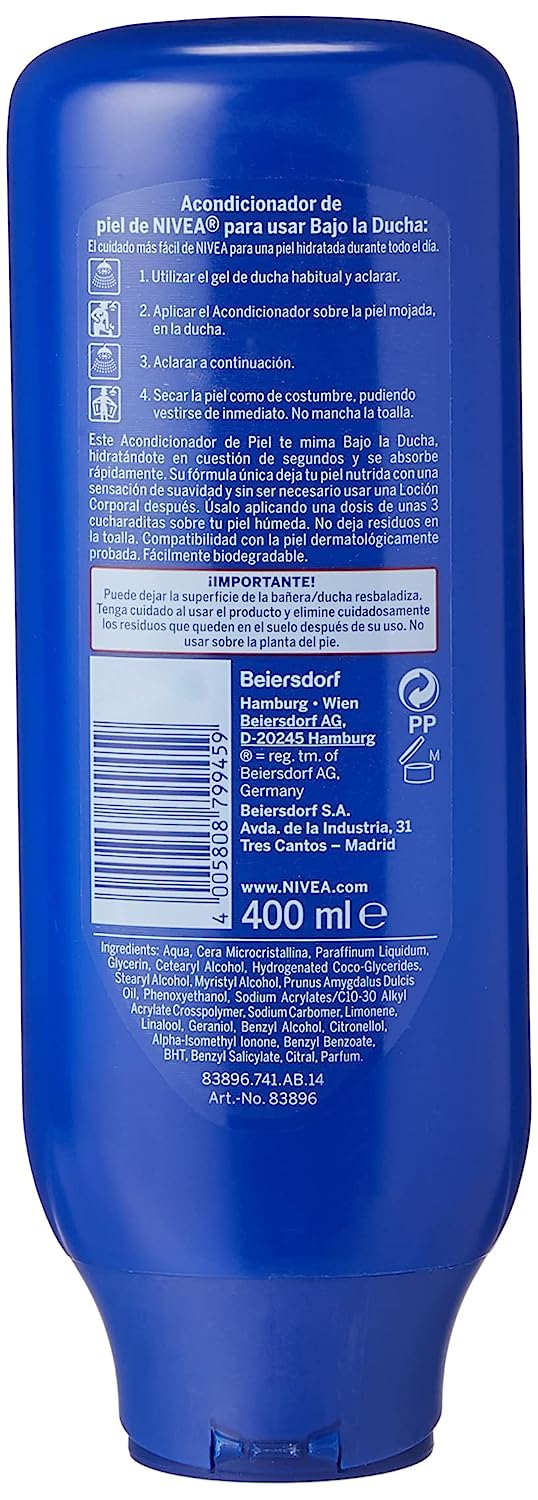 Acondicionador de
piel de NIVEA® para usar Bajo la Ducha:
El cuidado más fácil de NIVEA para una piel hidratada durante todo el día.
1. Utilizar el gel de ducha habitual y aclarar.
2. Aplicar el Acondicionador sobre la piel mojada,
en la ducha.
3. Aclarar a continuación.
4. Secar la piel como de costumbre, pudiendo
vestirse de inmediato. No mancha la toalla.
Este Acondicionador de Piel te mima Bajo la Ducha,
hidratándote en cuestión de segundos y se absorbe
rápidamente. Su fórmula única deja tu piel nutrida con una
sensación de suavidad y sin ser necesario usar una Loción
Corporal después. Úsalo aplicando una dosis de unas 3
cucharaditas sobre tu piel húmeda. No deja residuos en
la toalla. Compatibilidad con la piel dermatológicamente
probada. Fácilmente biodegradable.
¡IMPORTANTE!
Puede dejar la superficie de la bañera/ducha resbaladiza.
Tenga cuidado al usar el producto y elimine cuidadosamente
los residuos que queden en el suelo después de su uso. No
usar sobre la planta del pie.
Beiersdorf
Hamburg · Wien
Beiersdorf AG,
D-20245 Hamburg
® = reg. tm. of
Beiersdorf AG,
Germany
Beiersdorf S.A.
Avda. de la Industria, 31
Tres Cantos – Madrid
www.NIVEA.com
400 ml e
PP
M
4 005808 799459
Ingredients: Aqua, Cera Microcristallina, Paraffinum Liquidum,
Glycerin, Cetearyl Alcohol, Hydrogenated Coco-Glycerides,
Stearyl Alcohol, Myristyl Alcohol, Prunus Amygdalus Dulcis
Oil, Phenoxyethanol, Sodium Acrylates/C10-30 Alkyl
Acrylate Crosspolymer, Sodium Carbomer, Limonene,
Linalool, Geraniol, Benzyl Alcohol, Citronellol,
Alpha-Isomethyl Ionone, Benzyl Benzoate,
BHT, Benzyl Salicylate, Citral, Parfum.
83896.741.AB.14
Art.-No. 83896